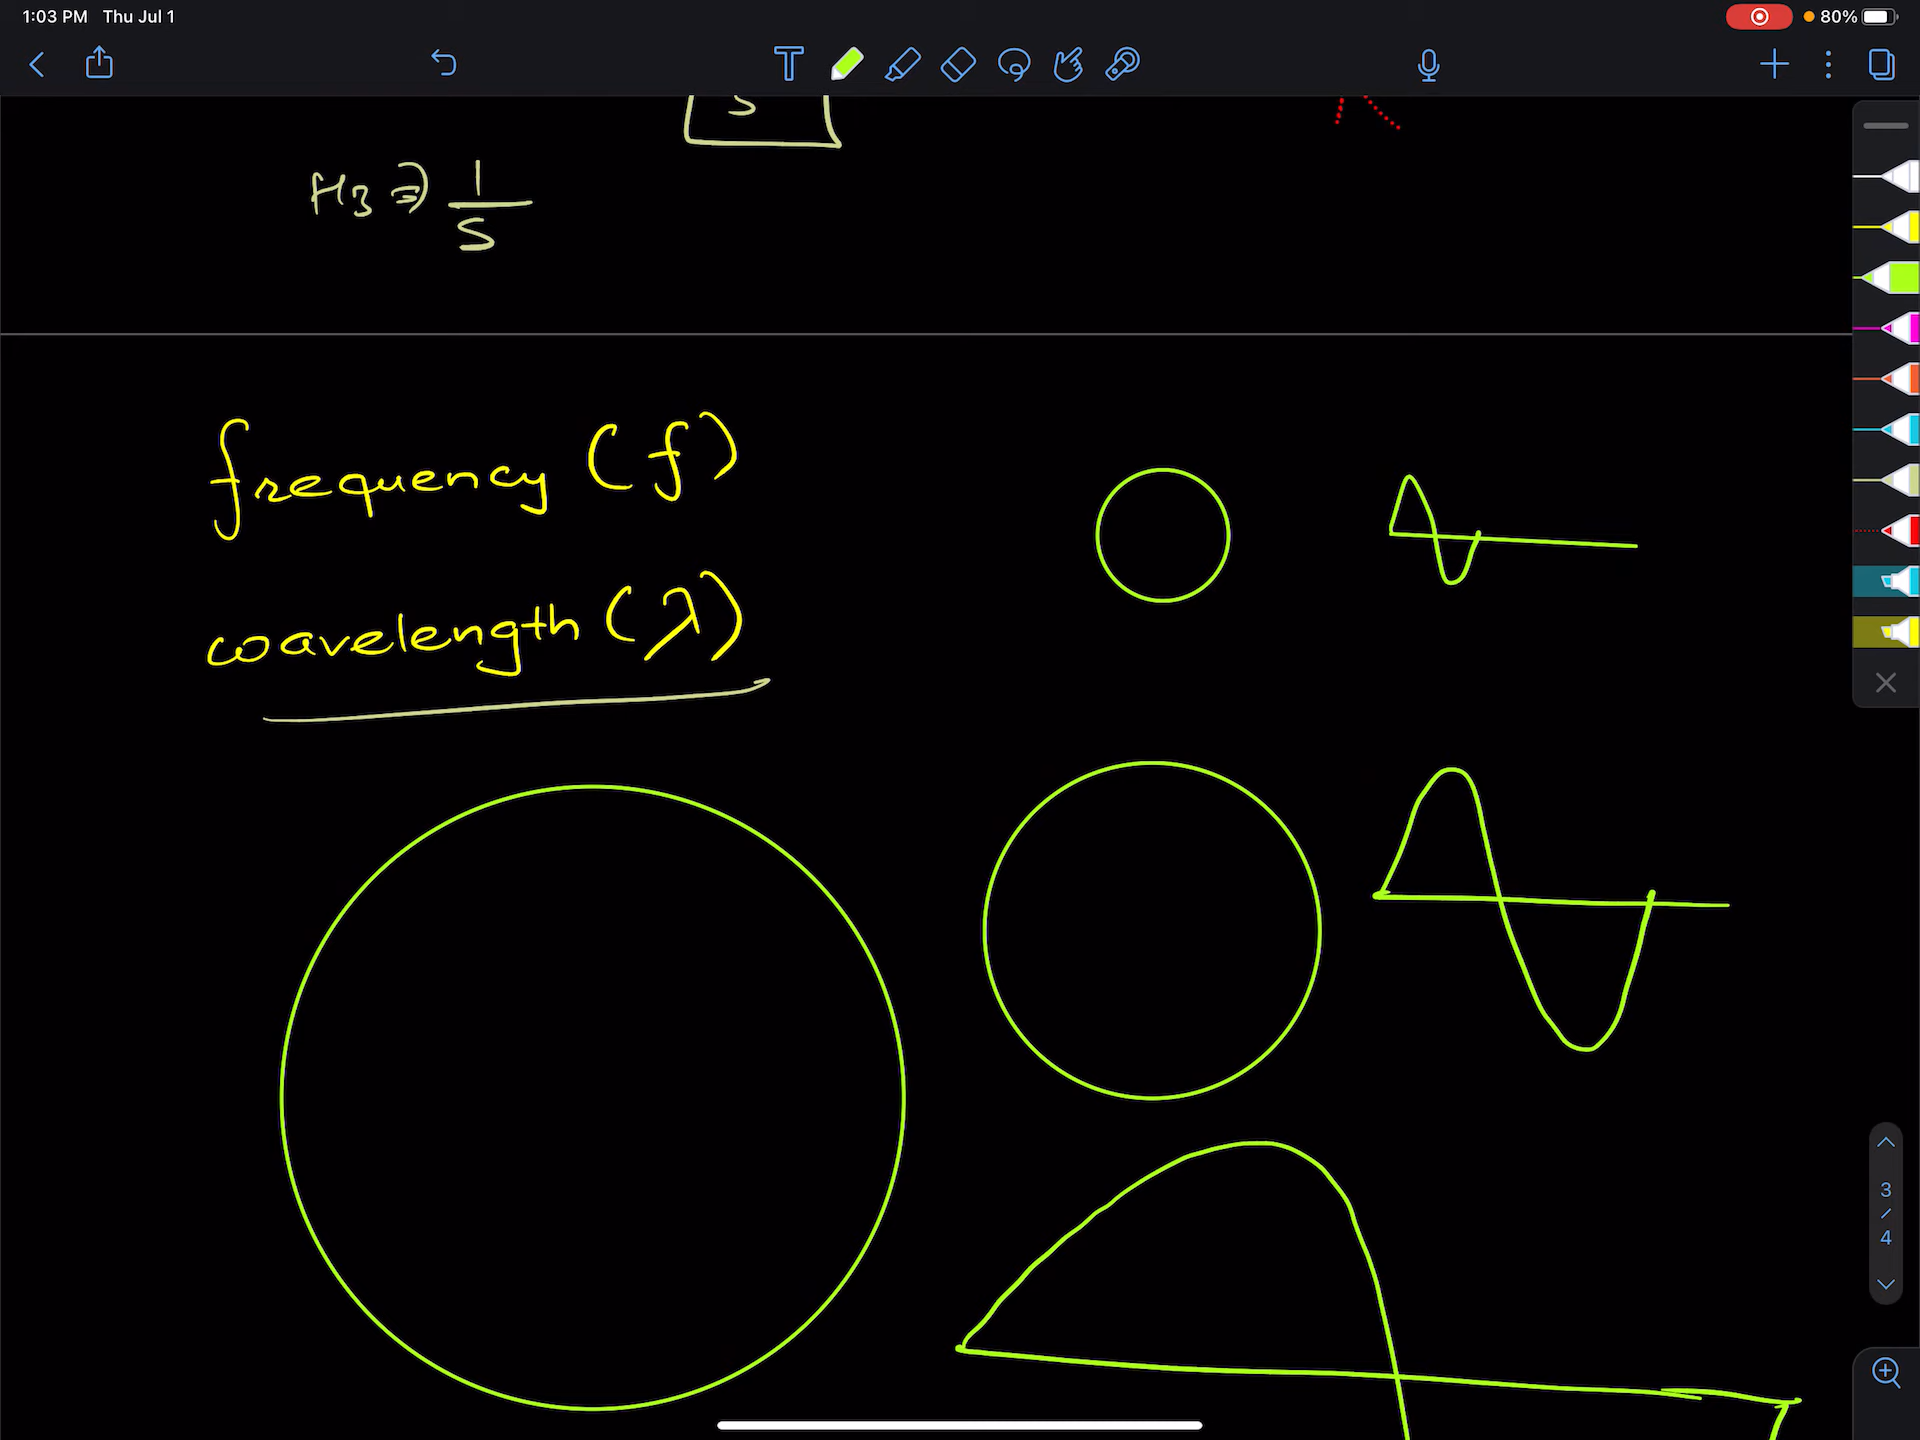 1:03 PM Thu Jul 1
80%
S
Hz ⇒ 1/S
frequency (f)
wavelength (λ)
3
/
4